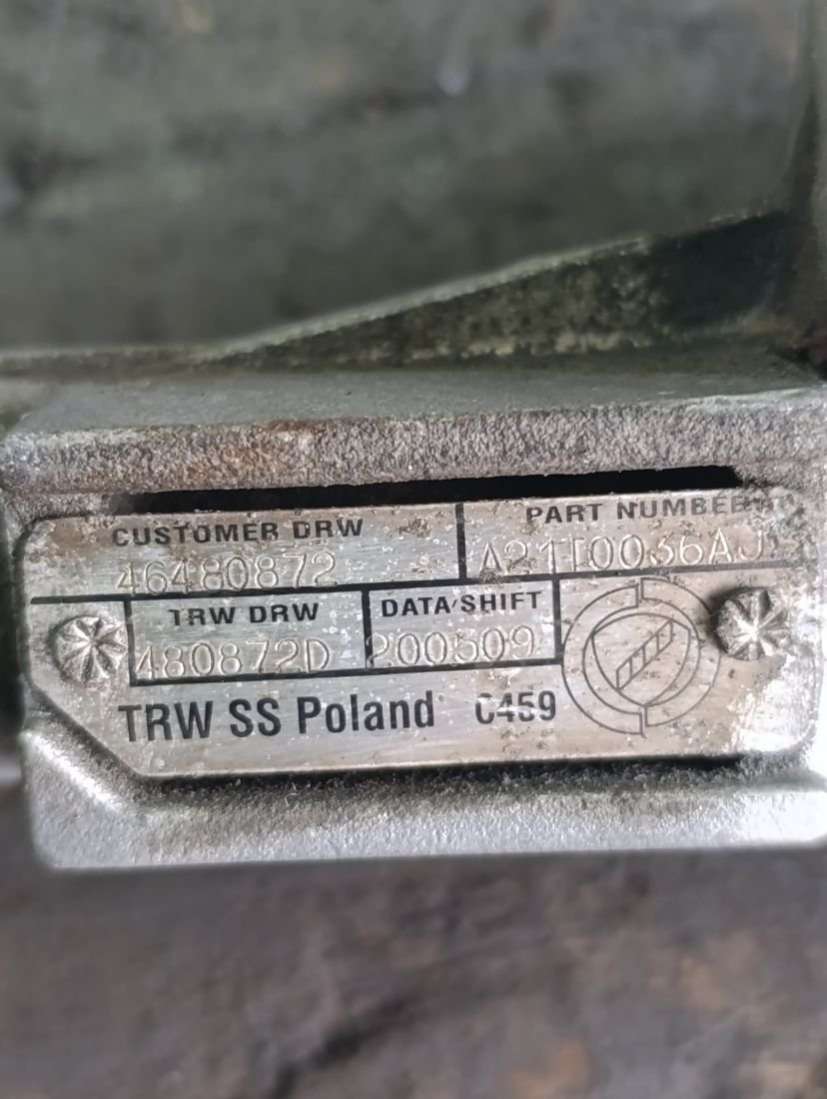 CUSTOMER DRW
46480872
PART NUMBER
A21T0036AJ
TRW DRW
480872D
DATA/SHIFT
200509
TRW SS Poland C459